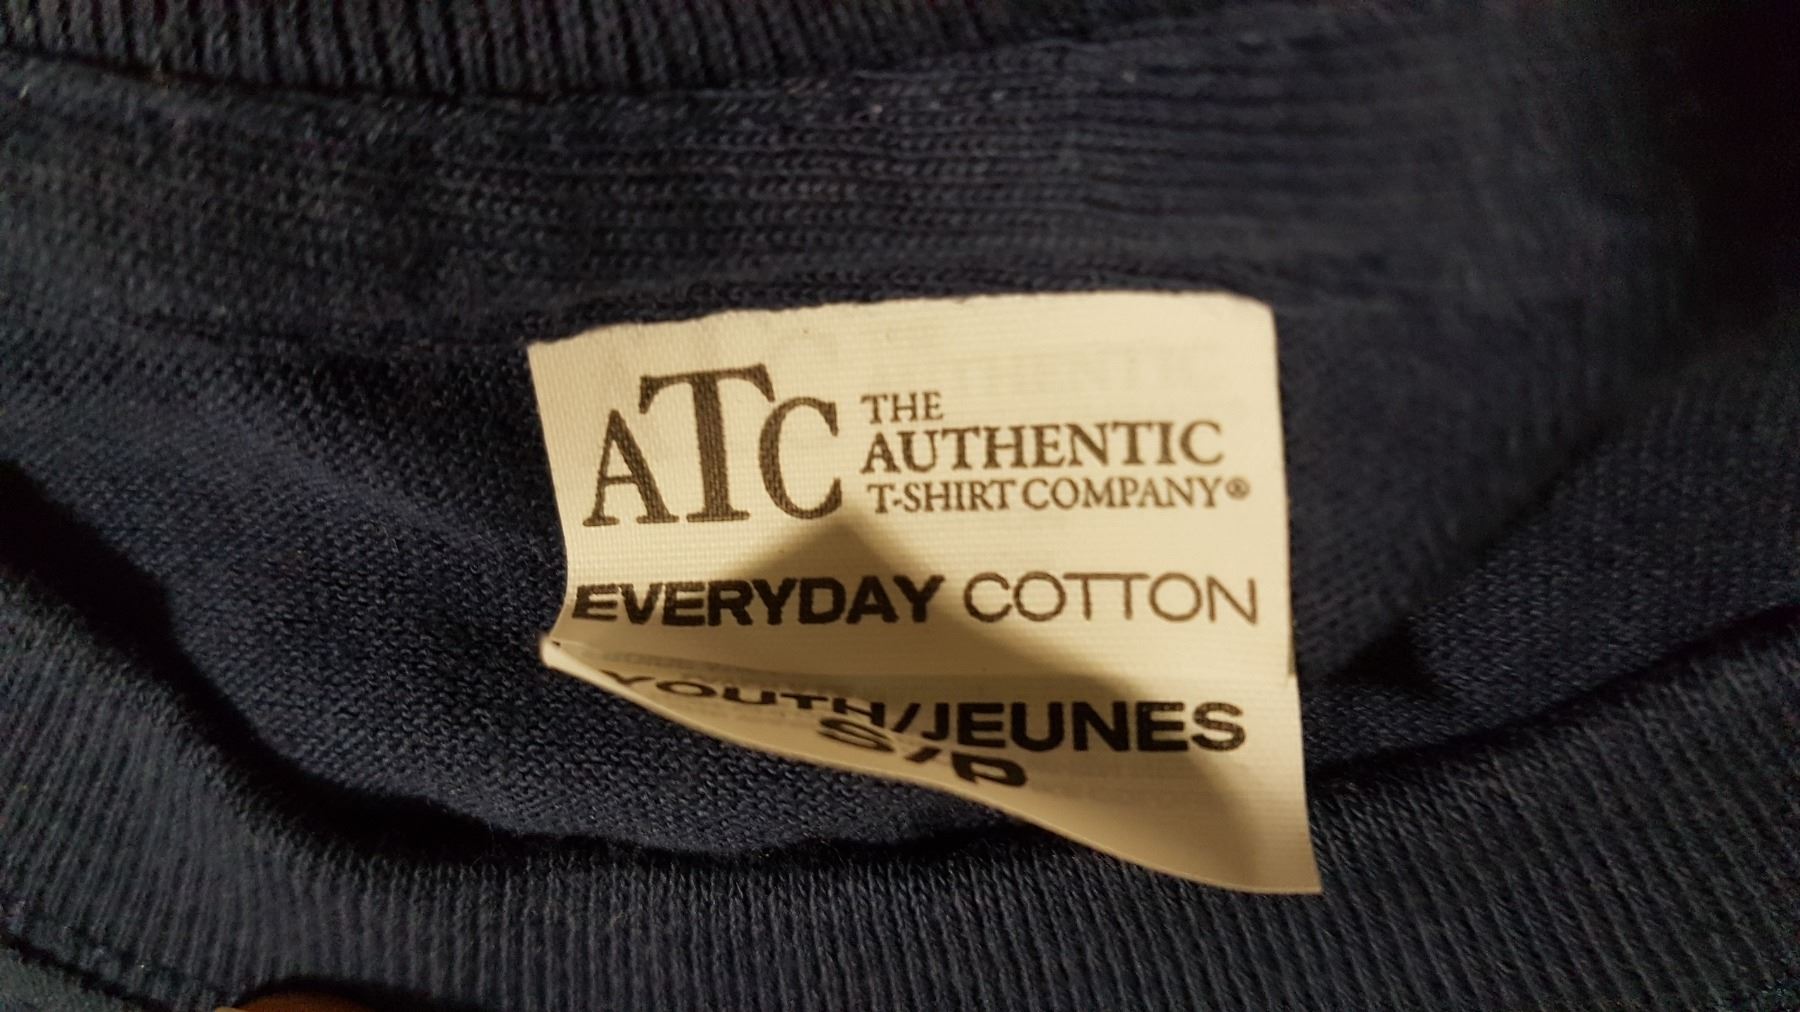 ATC
THE
AUTHENTIC
T-SHIRT COMPANY®
EVERYDAY COTTON
YOUTH/JEUNES
S/P